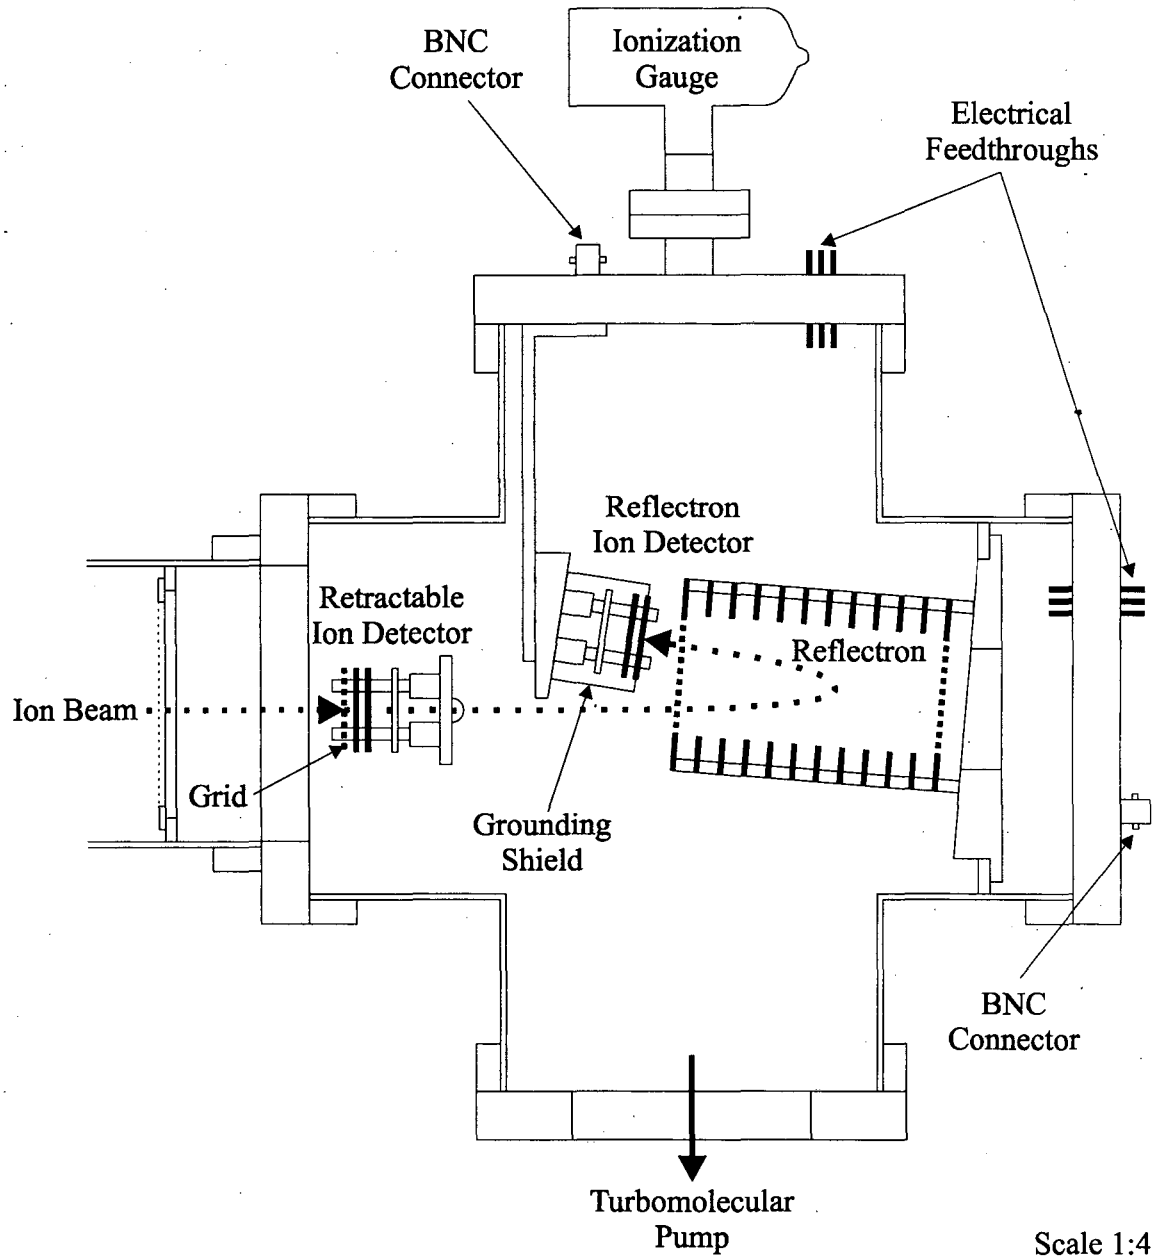 BNC
Connector
Ionization
Gauge
Electrical
Feedthroughs
Reflectron
Ion Detector
Retractable
Ion Detector
Reflectron
Ion Beam
Grid
Grounding
Shield
BNC
Connector
Turbomolecular
Pump
Scale 1:4